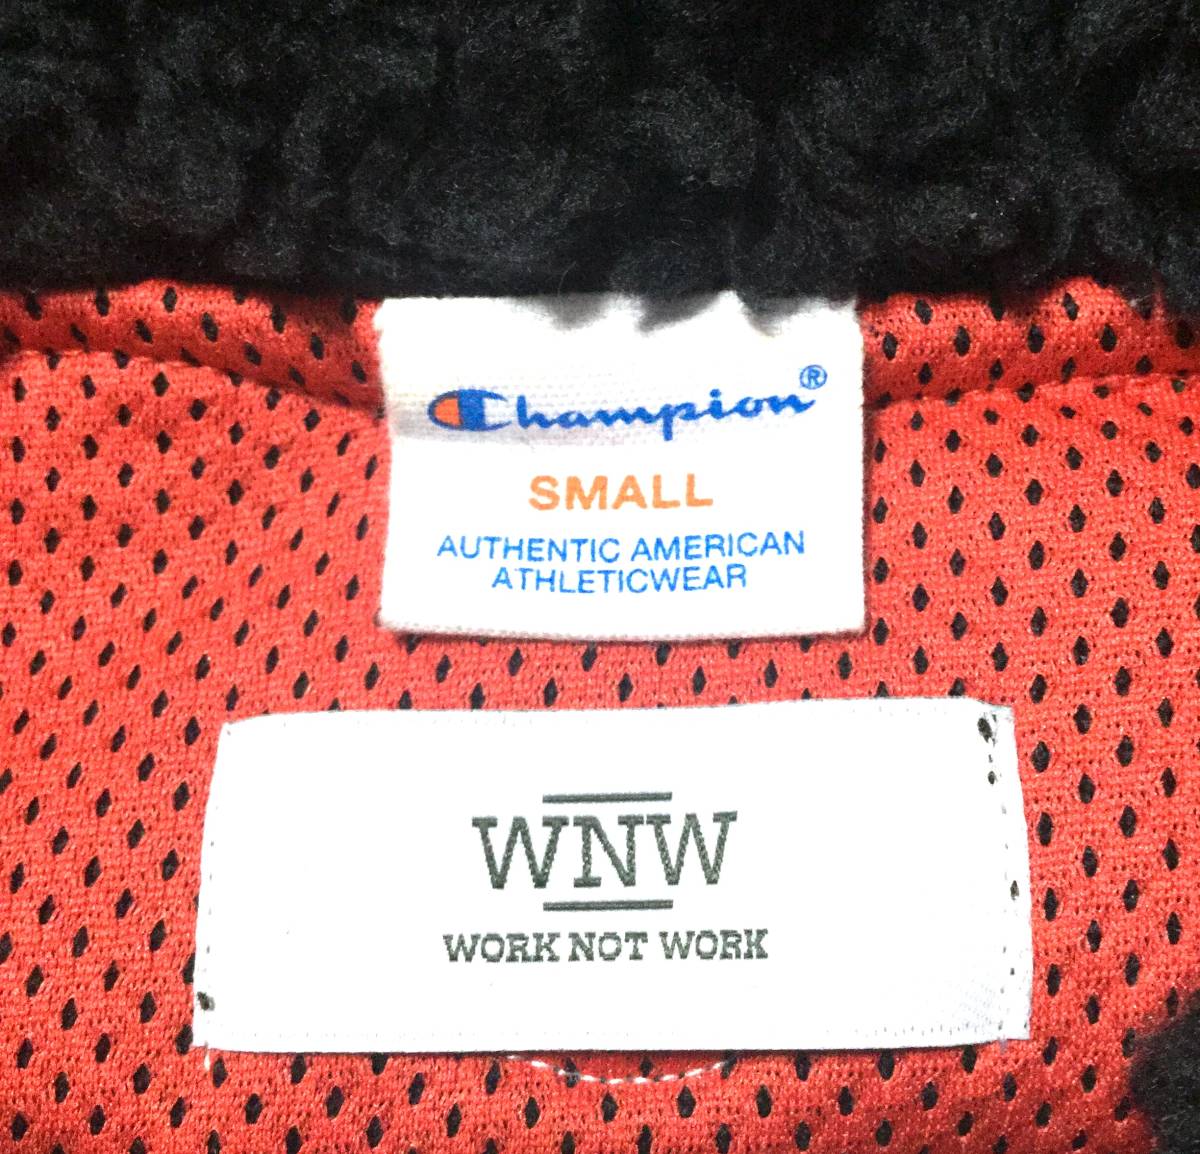 Champion®
SMALL
AUTHENTIC AMERICAN
ATHLETICWEAR
WNW
WORK NOT WORK